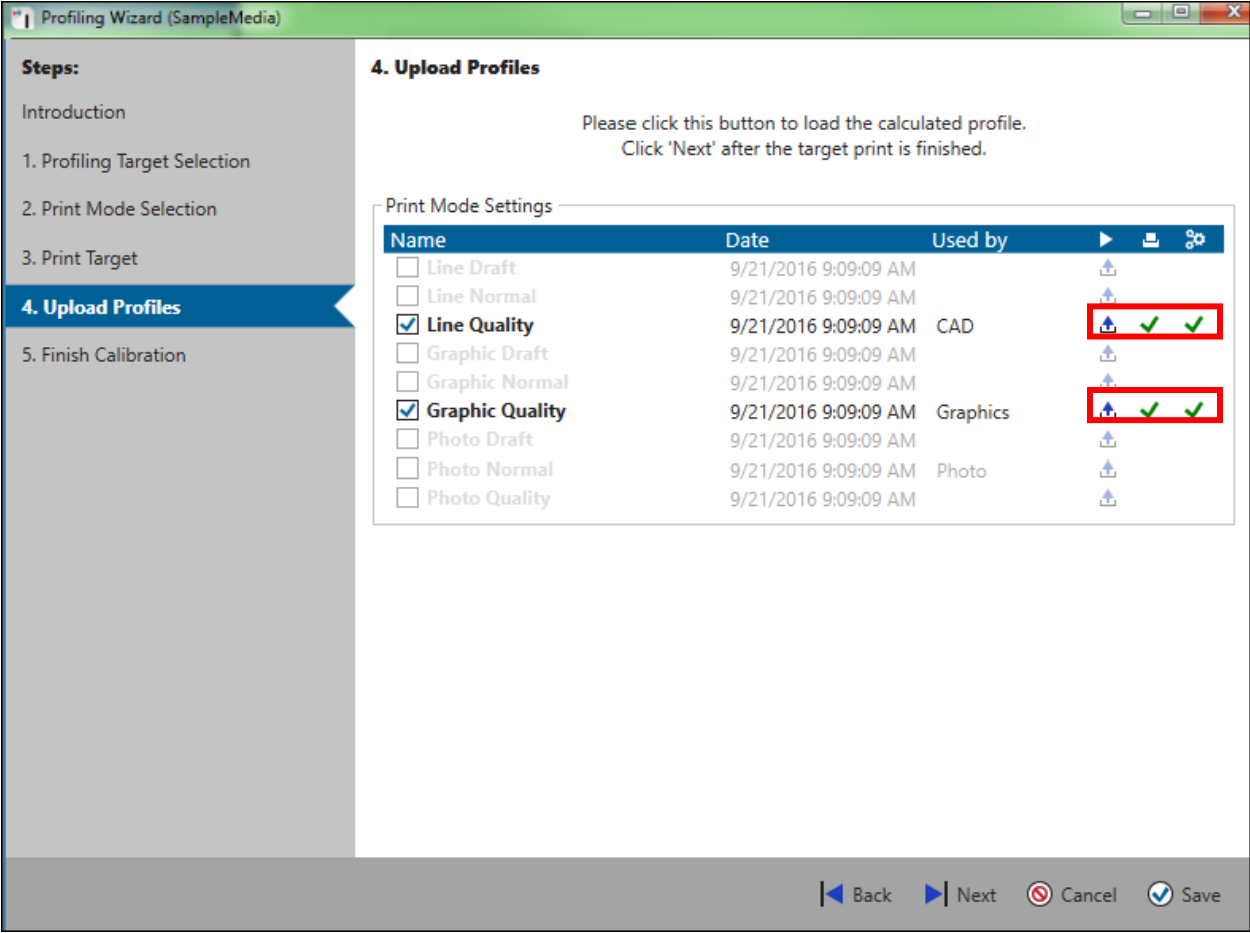 Profiling Wizard (SampleMedia)
Steps:
Introduction
1. Profiling Target Selection
2. Print Mode Selection
3. Print Target
4. Upload Profiles
5. Finish Calibration
4. Upload Profiles
Please click this button to load the calculated profile.
Click 'Next' after the target print is finished.
Print Mode Settings
Name Date Used by
Line Draft 9/21/2016 9:09:09 AM
Line Normal 9/21/2016 9:09:09 AM
Line Quality 9/21/2016 9:09:09 AM CAD
Graphic Draft 9/21/2016 9:09:09 AM
Graphic Normal 9/21/2016 9:09:09 AM
Graphic Quality 9/21/2016 9:09:09 AM Graphics
Photo Draft 9/21/2016 9:09:09 AM
Photo Normal 9/21/2016 9:09:09 AM Photo
Photo Quality 9/21/2016 9:09:09 AM
Back Next Cancel Save